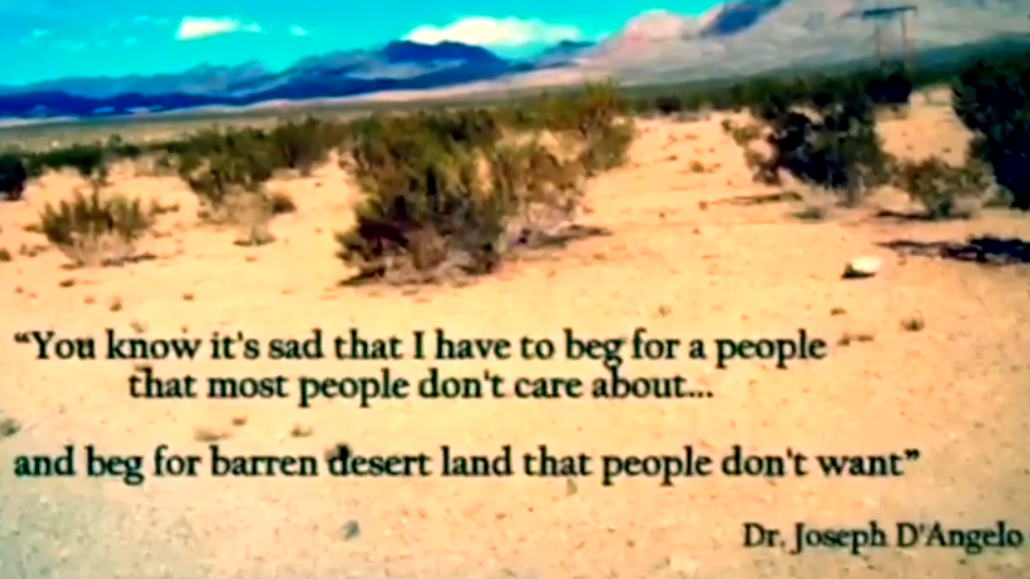 “You know it's sad that I have to beg for a people
that most people don't care about...
and beg for barren desert land that people don't want”
Dr. Joseph D'Angelo